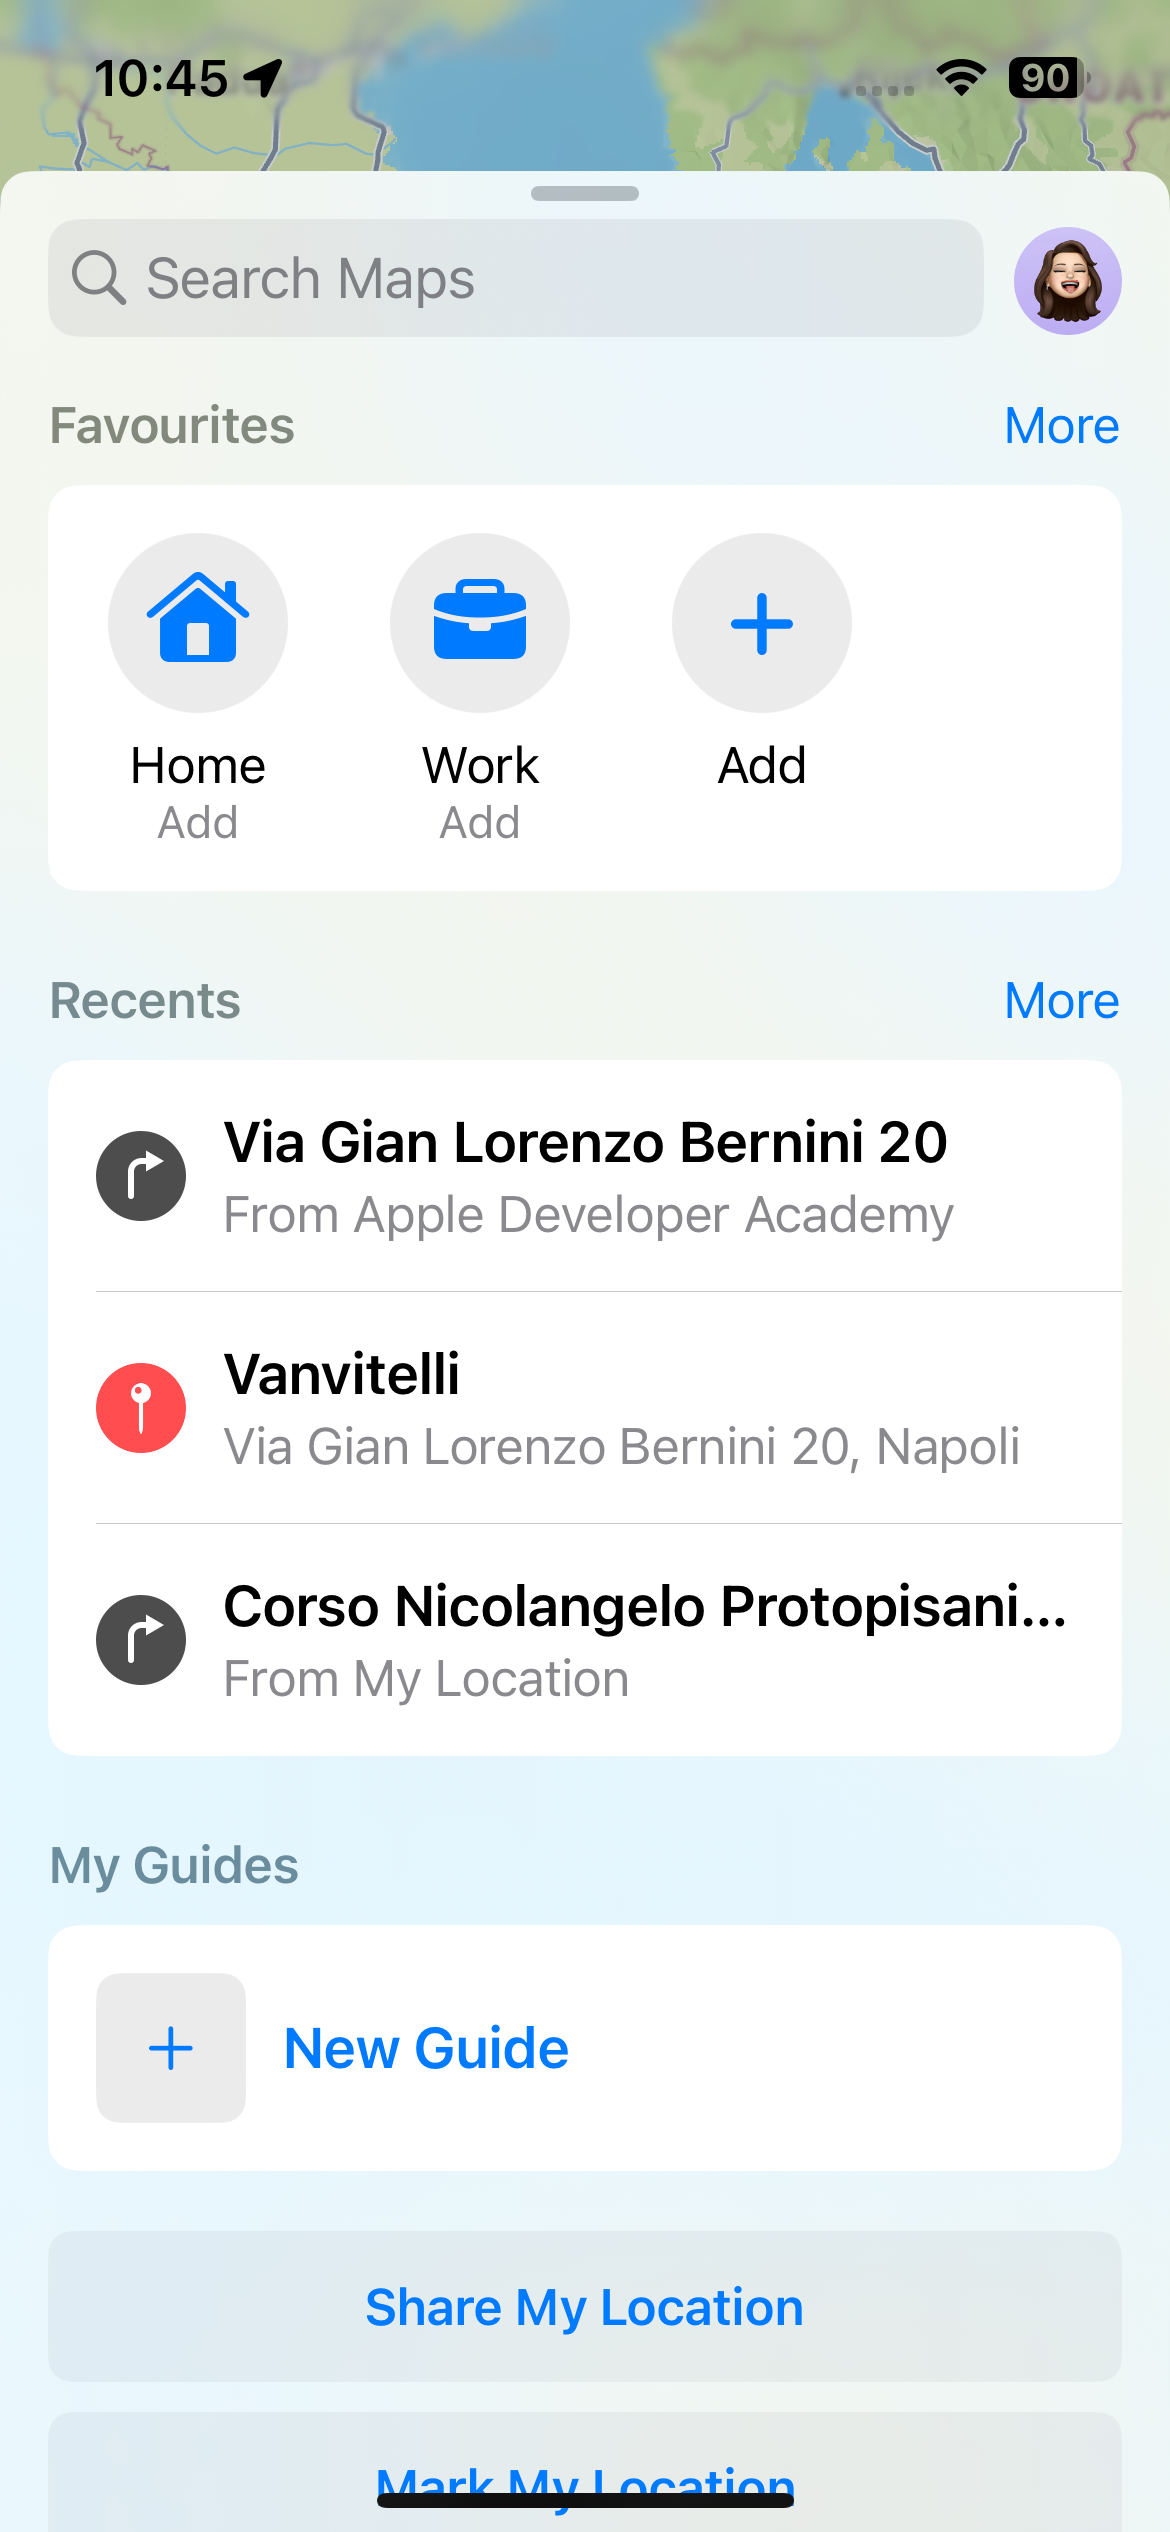 10:45
90
Search Maps
Favourites
More
Home
Add
Work
Add
Add
Recents
More
Via Gian Lorenzo Bernini 20
From Apple Developer Academy
Vanvitelli
Via Gian Lorenzo Bernini 20, Napoli
Corso Nicolangelo Protopisani...
From My Location
My Guides
New Guide
Share My Location
Mark My Location